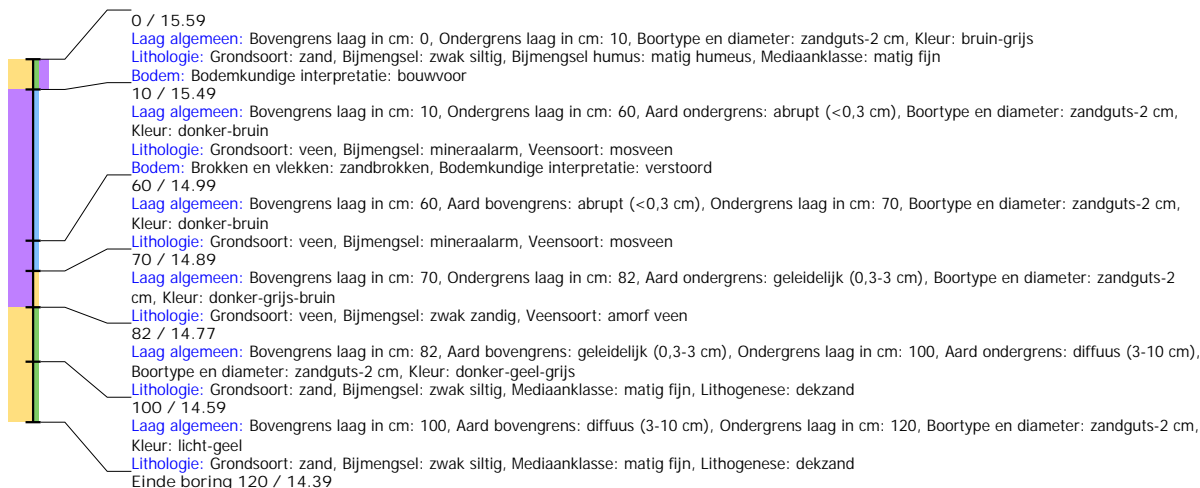 0 / 15.59
Laag algemeen: Bovengrens laag in cm: 0, Ondergrens laag in cm: 10, Boortype en diameter: zandguts-2 cm, Kleur: bruin-grijs
Lithologie: Grondsoort: zand, Bijmengsel: zwak siltig, Bijmengsel humus: matig humeus, Mediaanklasse: matig fijn
Bodem: Bodemkundige interpretatie: bouwvoor
10 / 15.49
Laag algemeen: Bovengrens laag in cm: 10, Ondergrens laag in cm: 60, Aard ondergrens: abrupt (<0,3 cm), Boortype en diameter: zandguts-2 cm,
Kleur: donker-bruin
Lithologie: Grondsoort: veen, Bijmengsel: mineraalarm, Veensoort: mosveen
Bodem: Brokken en vlekken: zandbrokken, Bodemkundige interpretatie: verstoord
60 / 14.99
Laag algemeen: Bovengrens laag in cm: 60, Aard bovengrens: abrupt (<0,3 cm), Ondergrens laag in cm: 70, Boortype en diameter: zandguts-2 cm,
Kleur: donker-bruin
Lithologie: Grondsoort: veen, Bijmengsel: mineraalarm, Veensoort: mosveen
70 / 14.89
Laag algemeen: Bovengrens laag in cm: 70, Ondergrens laag in cm: 82, Aard ondergrens: geleidelijk (0,3-3 cm), Boortype en diameter: zandguts-2
cm, Kleur: donker-grijs-bruin
Lithologie: Grondsoort: veen, Bijmengsel: zwak zandig, Veensoort: amorf veen
82 / 14.77
Laag algemeen: Bovengrens laag in cm: 82, Aard bovengrens: geleidelijk (0,3-3 cm), Ondergrens laag in cm: 100, Aard ondergrens: diffuus (3-10 cm),
Boortype en diameter: zandguts-2 cm, Kleur: donker-geel-grijs
Lithologie: Grondsoort: zand, Bijmengsel: zwak siltig, Mediaanklasse: matig fijn, Lithogenese: dekzand
100 / 14.59
Laag algemeen: Bovengrens laag in cm: 100, Aard bovengrens: diffuus (3-10 cm), Ondergrens laag in cm: 120, Boortype en diameter: zandguts-2 cm,
Kleur: licht-geel
Lithologie: Grondsoort: zand, Bijmengsel: zwak siltig, Mediaanklasse: matig fijn, Lithogenese: dekzand
Einde boring 120 / 14.39